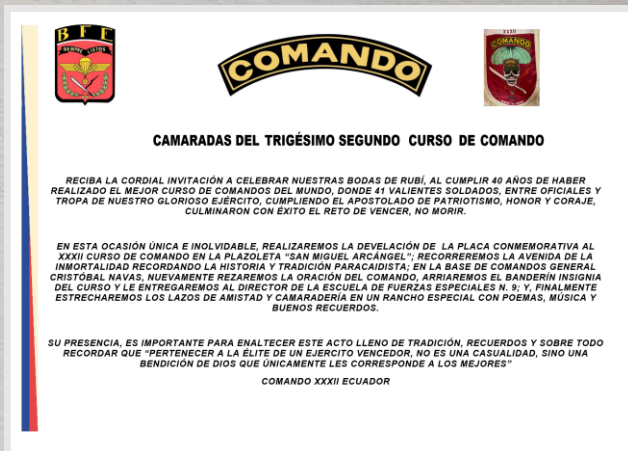 BFE
SIEMPRE LISTOS
COMANDO
XXXII
COMANDO
CAMARADAS DEL TRIGÉSIMO SEGUNDO CURSO DE COMANDO
RECIBA LA CORDIAL INVITACIÓN A CELEBRAR NUESTRAS BODAS DE RUBÍ, AL CUMPLIR 40 AÑOS DE HABER
REALIZADO EL MEJOR CURSO DE COMANDOS DEL MUNDO, DONDE 41 VALIENTES SOLDADOS, ENTRE OFICIALES Y
TROPA DE NUESTRO GLORIOSO EJÉRCITO, CUMPLIENDO EL APOSTOLADO DE PATRIOTISMO, HONOR Y CORAJE,
CULMINARON CON ÉXITO EL RETO DE VENCER, NO MORIR.
EN ESTA OCASIÓN ÚNICA E INOLVIDABLE, REALIZAREMOS LA DEVELACIÓN DE LA PLACA CONMEMORATIVA AL
XXXII CURSO DE COMANDO EN LA PLAZOLETA “SAN MIGUEL ARCÁNGEL”; RECORREREMOS LA AVENIDA DE LA
INMORTALIDAD RECORDANDO LA HISTORIA Y TRADICIÓN PARACAIDISTA; EN LA BASE DE COMANDOS GENERAL
CRISTÓBAL NAVAS, NUEVAMENTE REZAREMOS LA ORACIÓN DEL COMANDO, ARRIAREMOS EL BANDERÍN INSIGNIA
DEL CURSO Y LE ENTREGAREMOS AL DIRECTOR DE LA ESCUELA DE FUERZAS ESPECIALES N. 9; Y, FINALMENTE
ESTRECHAREMOS LOS LAZOS DE AMISTAD Y CAMARADERÍA EN UN RANCHO ESPECIAL CON POEMAS, MÚSICA Y
BUENOS RECUERDOS.
SU PRESENCIA, ES IMPORTANTE PARA ENALTECER ESTE ACTO LLENO DE TRADICIÓN, RECUERDOS Y SOBRE TODO
RECORDAR QUE “PERTENECER A LA ÉLITE DE UN EJERCITO VENCEDOR, NO ES UNA CASUALIDAD, SINO UNA
BENDICIÓN DE DIOS QUE ÚNICAMENTE LES CORRESPONDE A LOS MEJORES”
COMANDO XXXII ECUADOR